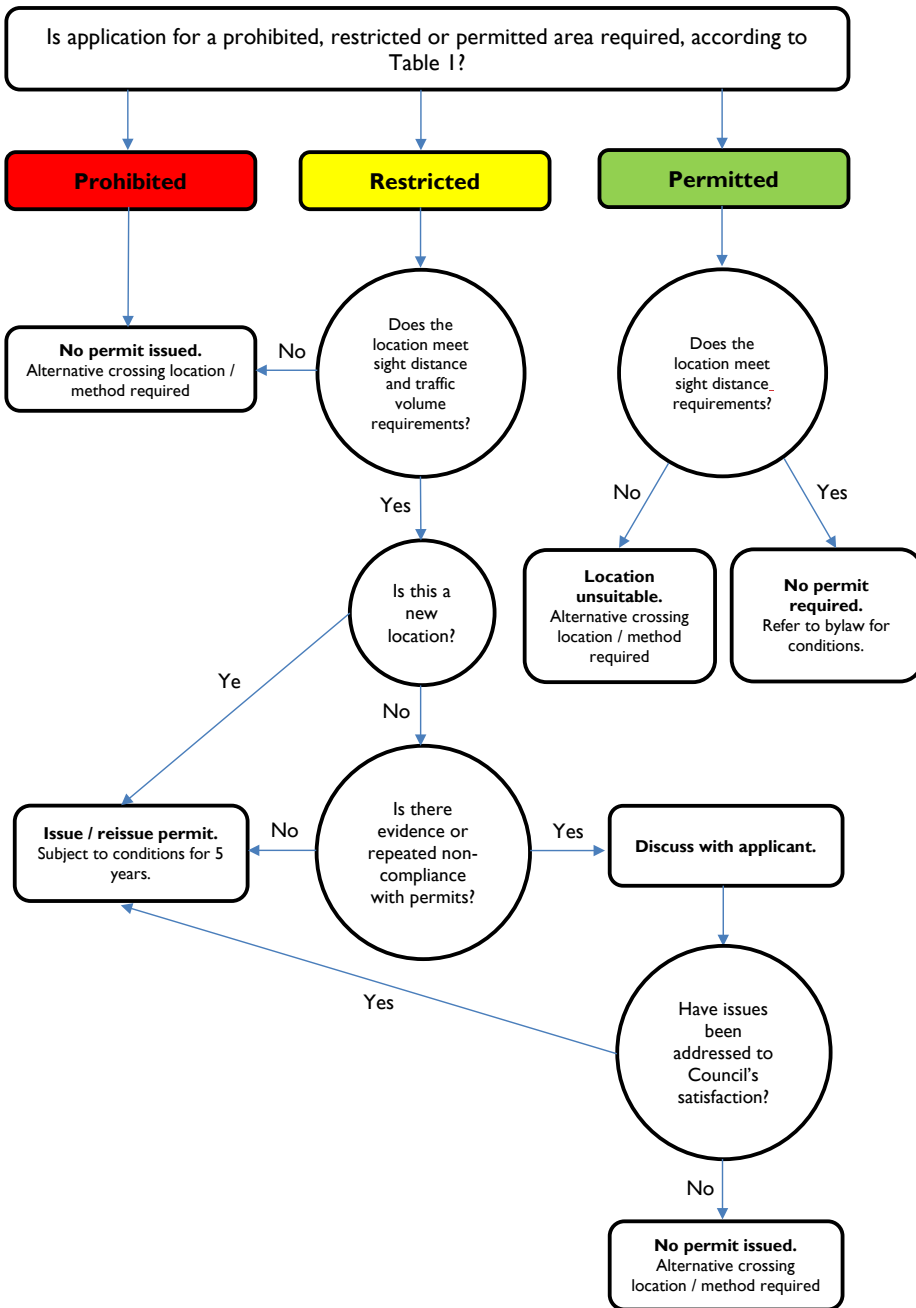 Is application for a prohibited, restricted or permitted area required, according to
Table 1?
Prohibited
Restricted
Permitted
No permit issued.
Alternative crossing location /
method required
No
Does the
location meet
sight distance
and traffic
volume
requirements?
Does the
location meet
sight distance
requirements?
Yes
No
Yes
Is this a
new
location?
Location
unsuitable.
Alternative crossing
location / method
required
No permit
required.
Refer to bylaw for
conditions.
Ye
No
Issue / reissue permit.
Subject to conditions for 5
years.
No
Is there
evidence or
repeated non-
compliance
with permits?
Yes
Discuss with applicant.
Yes
Have issues
been
addressed to
Council's
satisfaction?
No
No permit issued.
Alternative crossing
location / method required